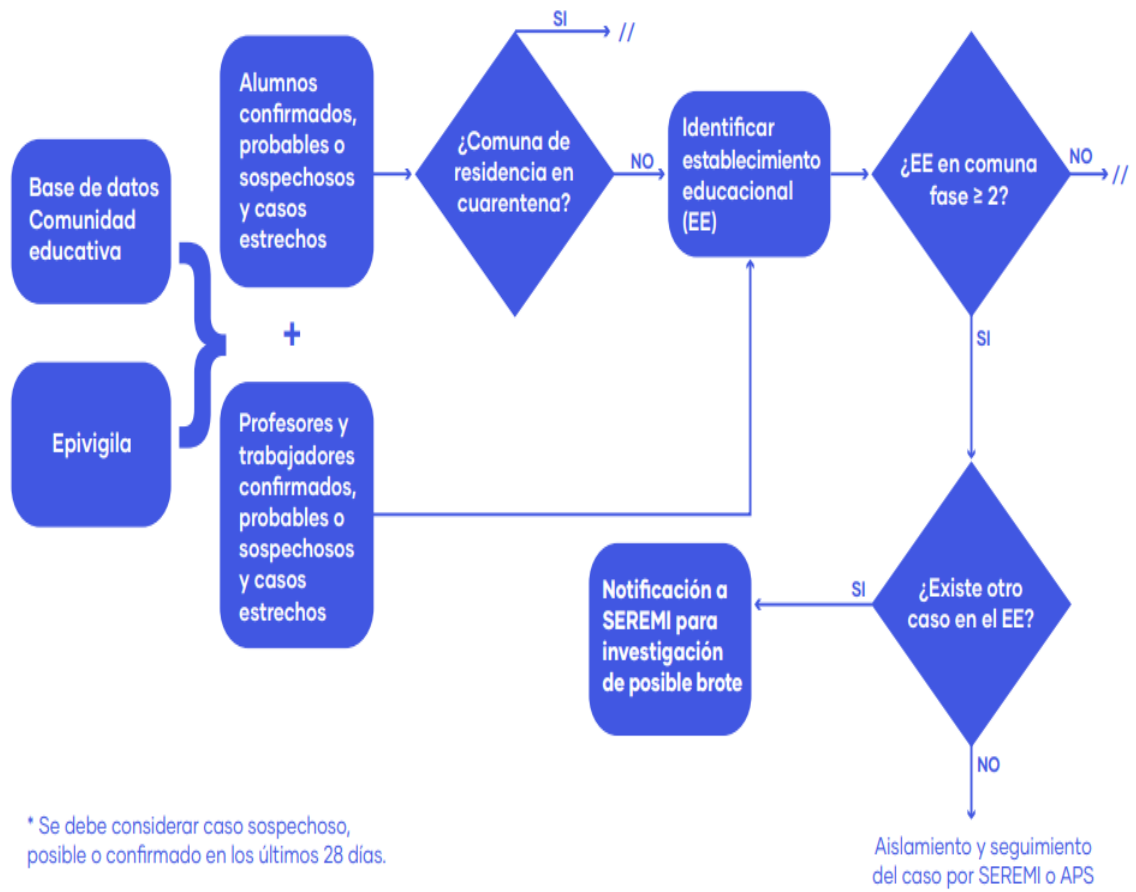 Base de datos
Comunidad
educativa
Epivigila
Alumnos
confirmados,
probables o
sospechosos
y casos
estrechos
+
Profesores y
trabajadores
confirmados,
probables o
sospechosos
y casos
estrechos
¿Comuna de
residencia en
cuarentena?
SI
//
NO
Identificar
establecimiento
educacional
(EE)
¿EE en comuna
fase ≥ 2?
NO
//
SI
¿Existe otro
caso en el EE?
SI
Notificación a
SEREMI para
investigación
de posible brote
NO
Aislamiento y seguimiento
del caso por SEREMI o APS
* Se debe considerar caso sospechoso,
posible o confirmado en los últimos 28 días.